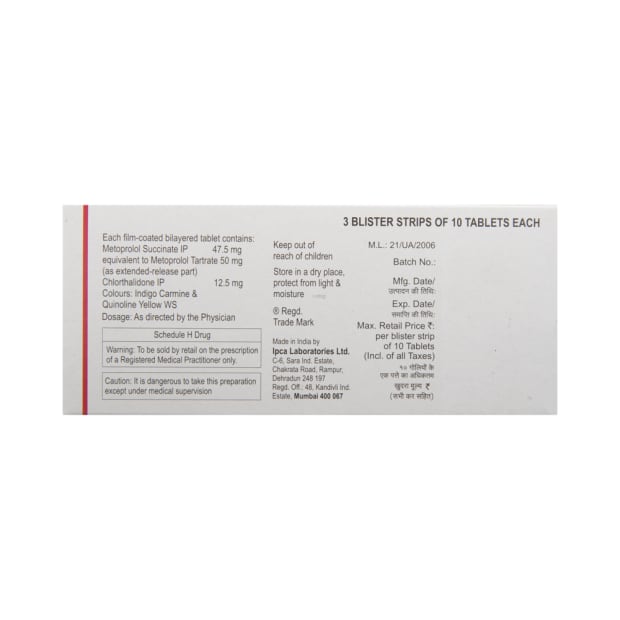 3 BLISTER STRIPS OF 10 TABLETS EACH
Each film-coated bilayered tablet contains:
Metoprolol Succinate IP 47.5 mg
equivalent to Metoprolol Tartrate 50 mg
(as extended-release part)
Chlorthalidone IP 12.5 mg
Colours: Indigo Carmine &
Quinoline Yellow WS
Dosage: As directed by the Physician
Schedule H Drug
Warning: To be sold by retail on the prescription
of a Registered Medical Practitioner only.
Caution: It is dangerous to take this preparation
except under medical supervision
Keep out of
reach of children
Store in a dry place,
protect from light &
moisture
® Regd.
Trade Mark
Made in India by
Ipca Laboratories Ltd.
C-6, Sara Ind. Estate,
Chakrata Road, Rampur,
Dehradun 248 197
Regd. Off.: 48, Kandivli Ind.
Estate, Mumbai 400 067
M.L.: 21/UA/2006
Batch No.:
Mfg. Date/
उत्पादन की तिथि:
Exp. Date/
समाप्ति की तिथि:
Max. Retail Price ₹:
per blister strip
of 10 Tablets
(Incl. of all Taxes)
१० गोलियों के
एक पत्ते का अधिकतम
खुदरा मूल्य ₹
(सभी कर सहित)